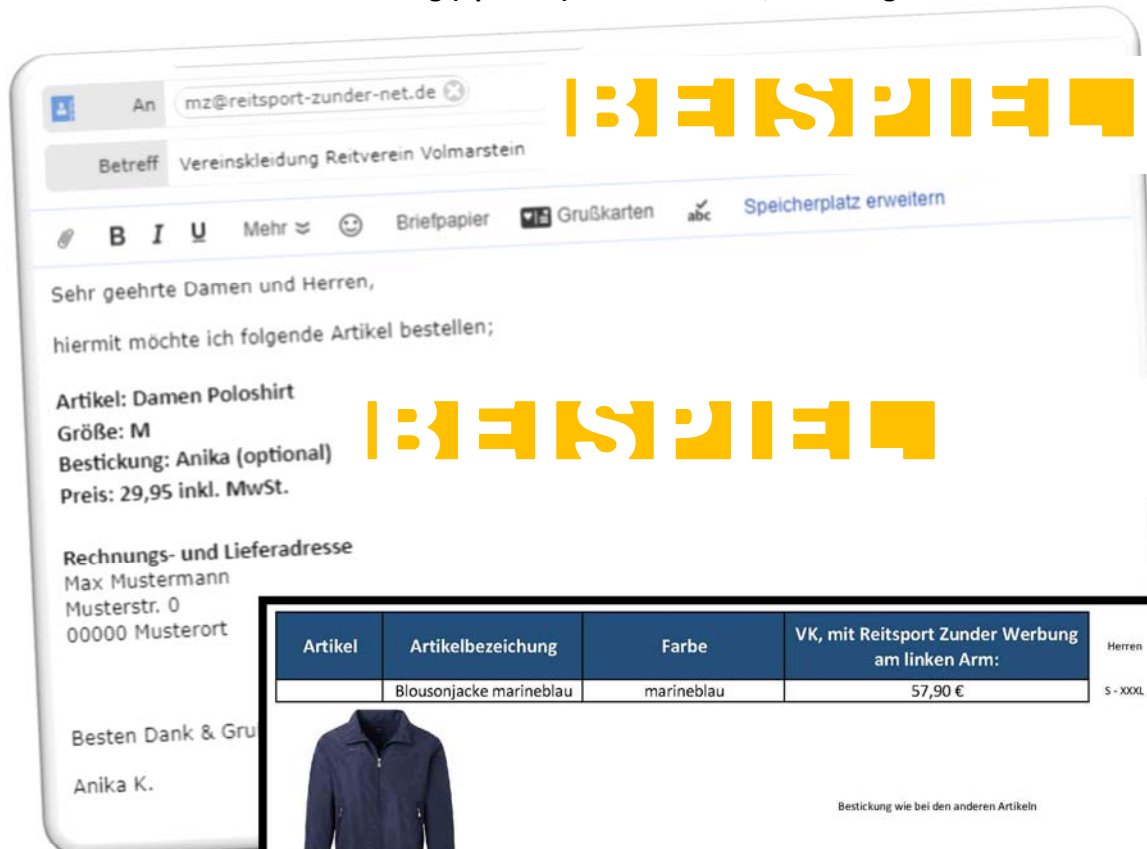 An mz@reitsport-zunder-net.de
BEISPIEL
Betreff Vereinskleidung Reitverein Volmarstein
B I U Mehr Briefpapier Grußkarten abc Speicherplatz erweitern
Sehr geehrte Damen und Herren,
hiermit möchte ich folgende Artikel bestellen;
Artikel: Damen Poloshirt
Größe: M
Bestickung: Anika (optional)
Preis: 29,95 inkl. MwSt.
BEISPIEL
Rechnungs- und Lieferadresse
Max Mustermann
Musterstr. 0
00000 Musterort
Besten Dank &
Anika K.
Artikel Artikelbezeichung Farbe VK, mit Reitsport Zunder Werbung
am linken Arm:
Herren
Blousonjacke marineblau marineblau 57,90 € S - XXXL
Bestickung wie bei den anderen Artikeln